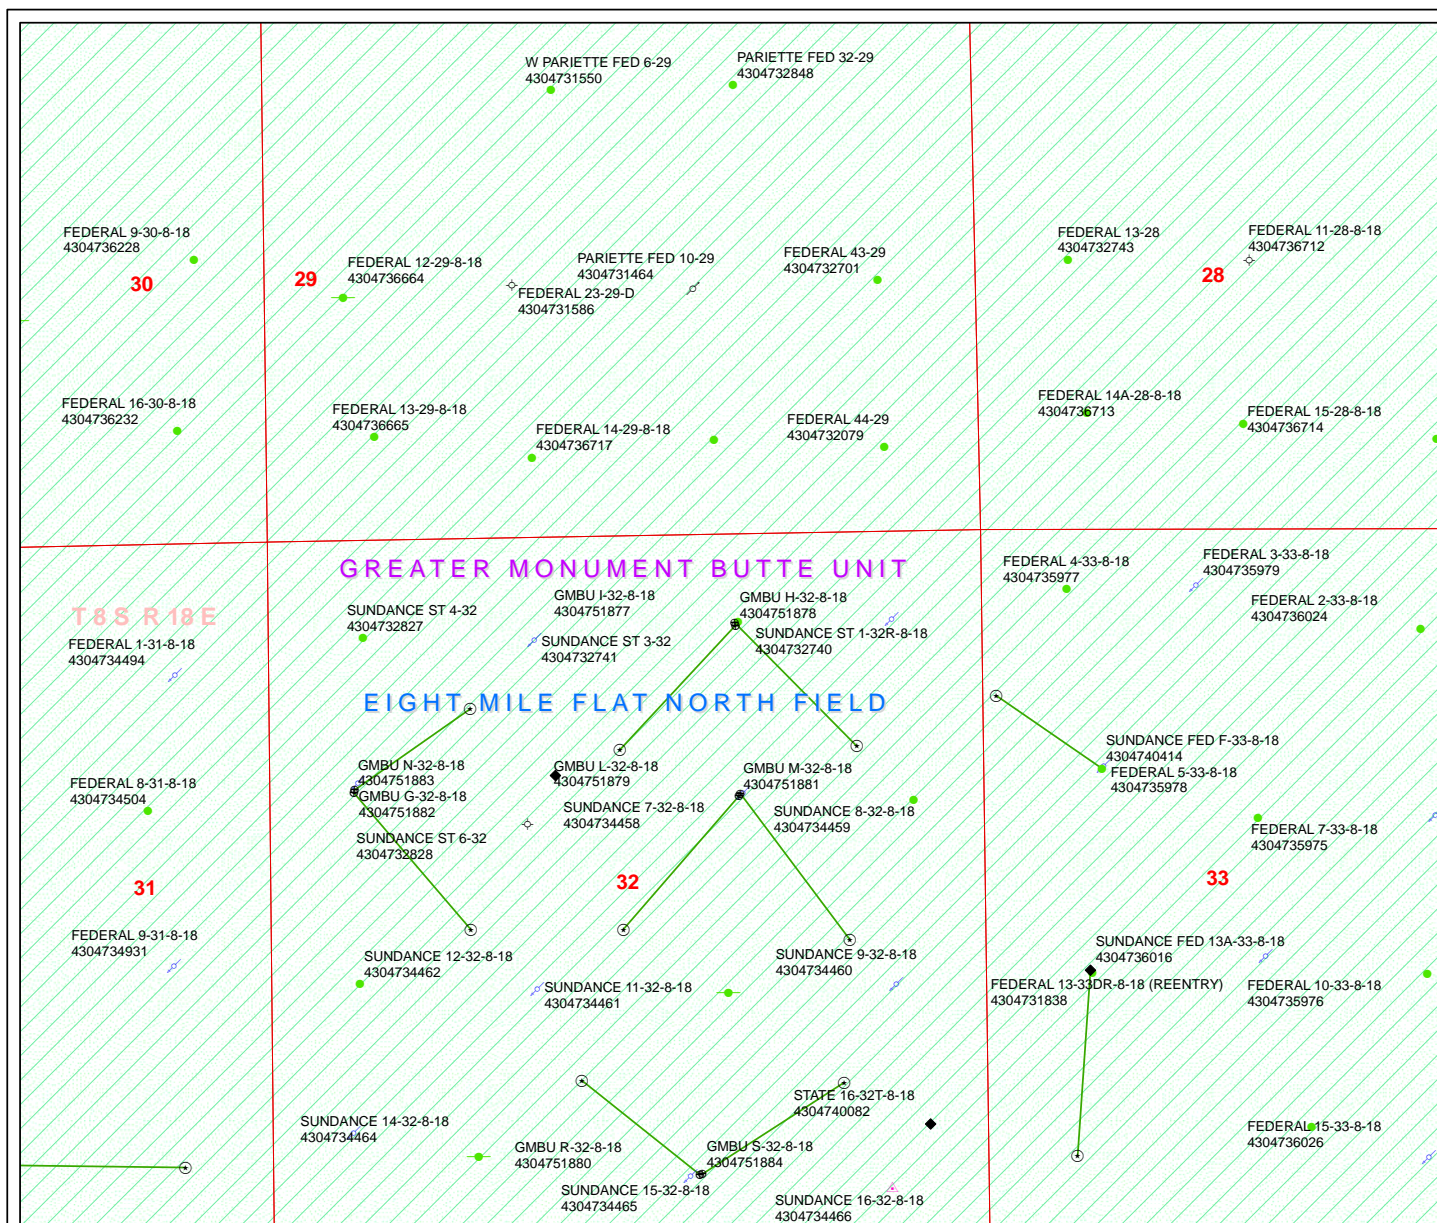 W PARIETTE FED 6-29
4304731550
PARIETTE FED 32-29
4304732848
FEDERAL 9-30-8-18
4304736228
30
29
FEDERAL 12-29-8-18
4304736664
PARIETTE FED 10-29
4304731464
FEDERAL 23-29-D
4304731586
FEDERAL 43-29
4304732701
FEDERAL 13-28
4304732743
FEDERAL 11-28-8-18
4304736712
28
FEDERAL 16-30-8-18
4304736232
FEDERAL 13-29-8-18
4304736665
FEDERAL 14-29-8-18
4304736717
FEDERAL 44-29
4304732079
FEDERAL 14A-28-8-18
4304736713
FEDERAL 15-28-8-18
4304736714
GREATER MONUMENT BUTTE UNIT
FEDERAL 4-33-8-18
4304735977
FEDERAL 3-33-8-18
4304735979
FEDERAL 2-33-8-18
4304736024
T8S R18E
FEDERAL 1-31-8-18
4304734494
SUNDANCE ST 4-32
4304732827
GMBU I-32-8-18
4304751877
SUNDANCE ST 3-32
4304732741
GMBU H-32-8-18
4304751878
SUNDANCE ST 1-32R-8-18
4304732740
EIGHT MILE FLAT NORTH FIELD
FEDERAL 8-31-8-18
4304734504
GMBU N-32-8-18
4304751883
GMBU G-32-8-18
4304751882
SUNDANCE ST 6-32
4304732828
GMBU L-32-8-18
4304751879
SUNDANCE 7-32-8-18
4304734458
GMBU M-32-8-18
4304751881
SUNDANCE 8-32-8-18
4304734459
SUNDANCE FED F-33-8-18
4304740414
FEDERAL 5-33-8-18
4304735978
FEDERAL 7-33-8-18
4304735975
31
32
33
FEDERAL 9-31-8-18
4304734931
SUNDANCE 12-32-8-18
4304734462
SUNDANCE 11-32-8-18
4304734461
SUNDANCE 9-32-8-18
4304734460
SUNDANCE FED 13A-33-8-18
4304736016
FEDERAL 13-33DR-8-18 (REENTRY)
4304731838
FEDERAL 10-33-8-18
4304735976
SUNDANCE 14-32-8-18
4304734464
GMBU R-32-8-18
4304751880
STATE 16-32T-8-18
4304740082
GMBU S-32-8-18
4304751884
SUNDANCE 15-32-8-18
4304734465
SUNDANCE 16-32-8-18
4304734466
FEDERAL 15-33-8-18
4304736026